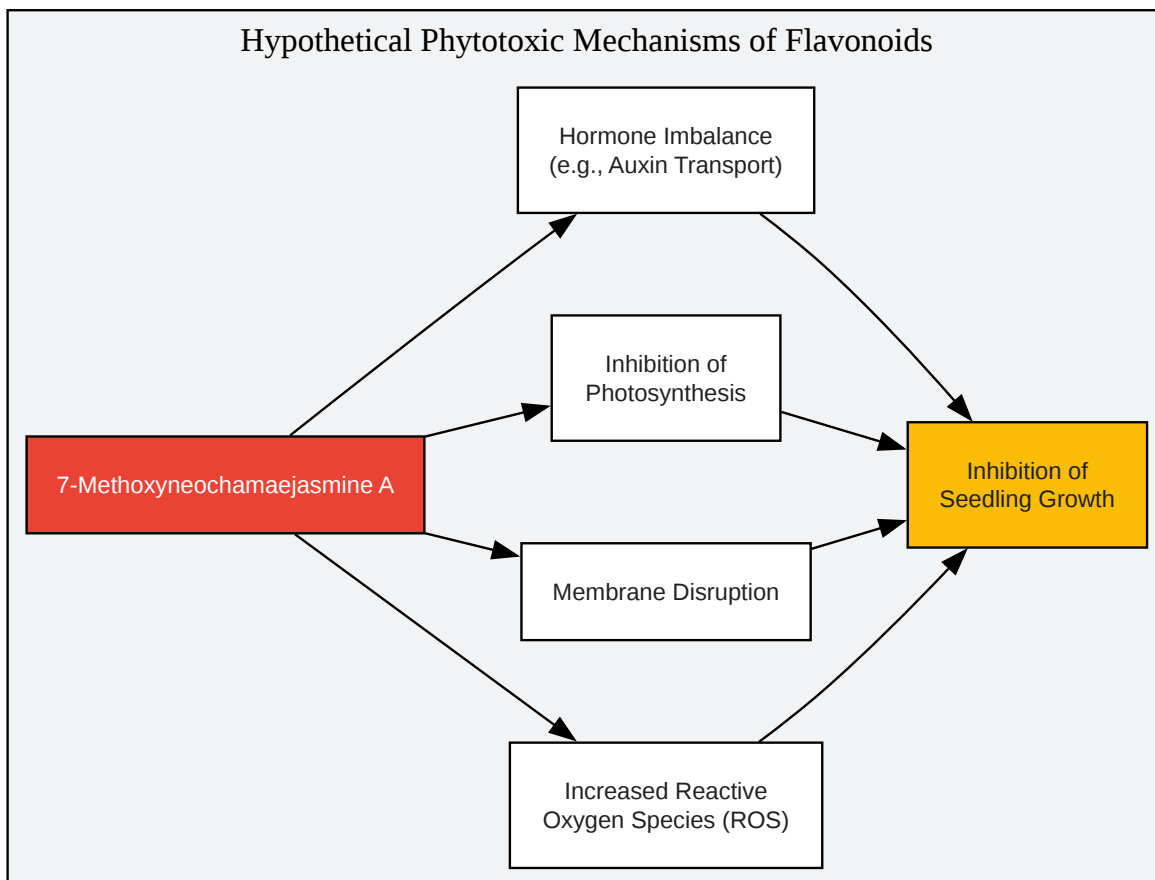 Hypothetical Phytotoxic Mechanisms of Flavonoids
Hormone Imbalance
(e.g., Auxin Transport)
Inhibition of
Photosynthesis
7-Methoxyneochamaejasmine A
Inhibition of
Seedling Growth
Membrane Disruption
Increased Reactive
Oxygen Species (ROS)